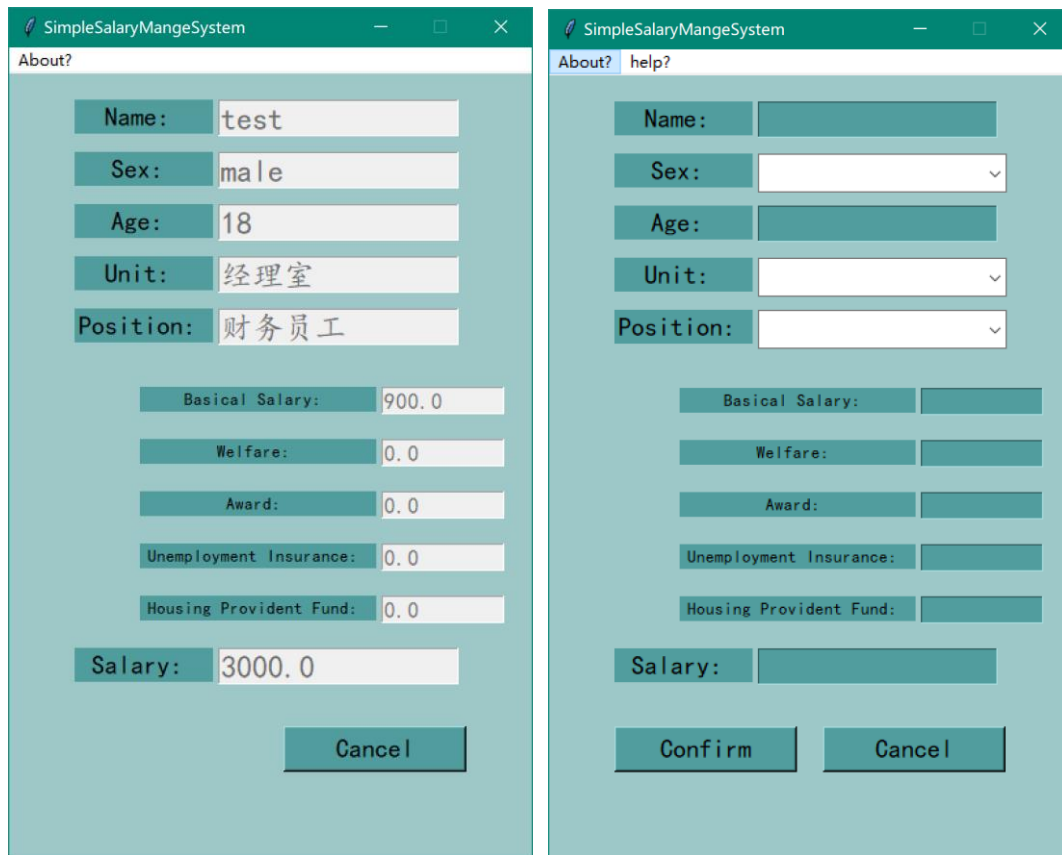 SimpleSalaryMangeSystem
About?
Name: test
Sex: male
Age: 18
Unit: 经理室
Position: 财务员工
Basical Salary: 900.0
Welfare: 0.0
Award: 0.0
Unemployment Insurance: 0.0
Housing Provident Fund: 0.0
Salary: 3000.0
Cancel
SimpleSalaryMangeSystem
About? help?
Name:
Sex:
Age:
Unit:
Position:
Basical Salary:
Welfare:
Award:
Unemployment Insurance:
Housing Provident Fund:
Salary:
Confirm Cancel